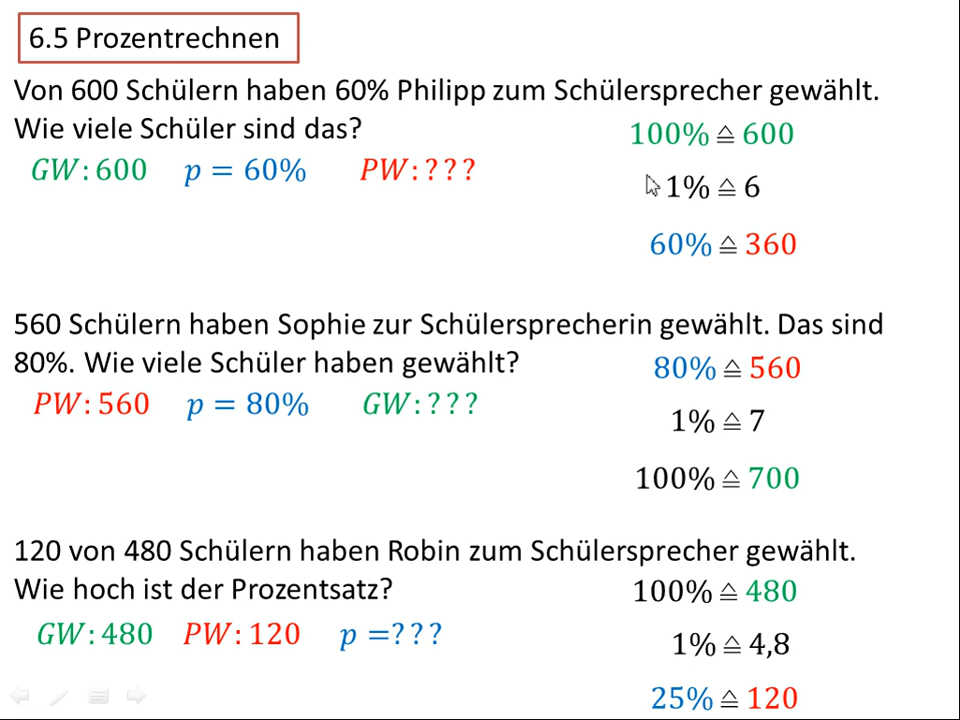 6.5 Prozentrechnen
Von 600 Schülern haben 60% Philipp zum Schülersprecher gewählt.
Wie viele Schüler sind das?
100% ≙ 600
GW: 600 p = 60% PW: ???
1% ≙ 6
60% ≙ 360
560 Schülern haben Sophie zur Schülersprecherin gewählt. Das sind
80%. Wie viele Schüler haben gewählt?
80% ≙ 560
PW: 560 p = 80% GW: ???
1% ≙ 7
100% ≙ 700
120 von 480 Schülern haben Robin zum Schülersprecher gewählt.
Wie hoch ist der Prozentsatz?
100% ≙ 480
GW: 480 PW: 120 p =???
1% ≙ 4,8
25% ≙ 120